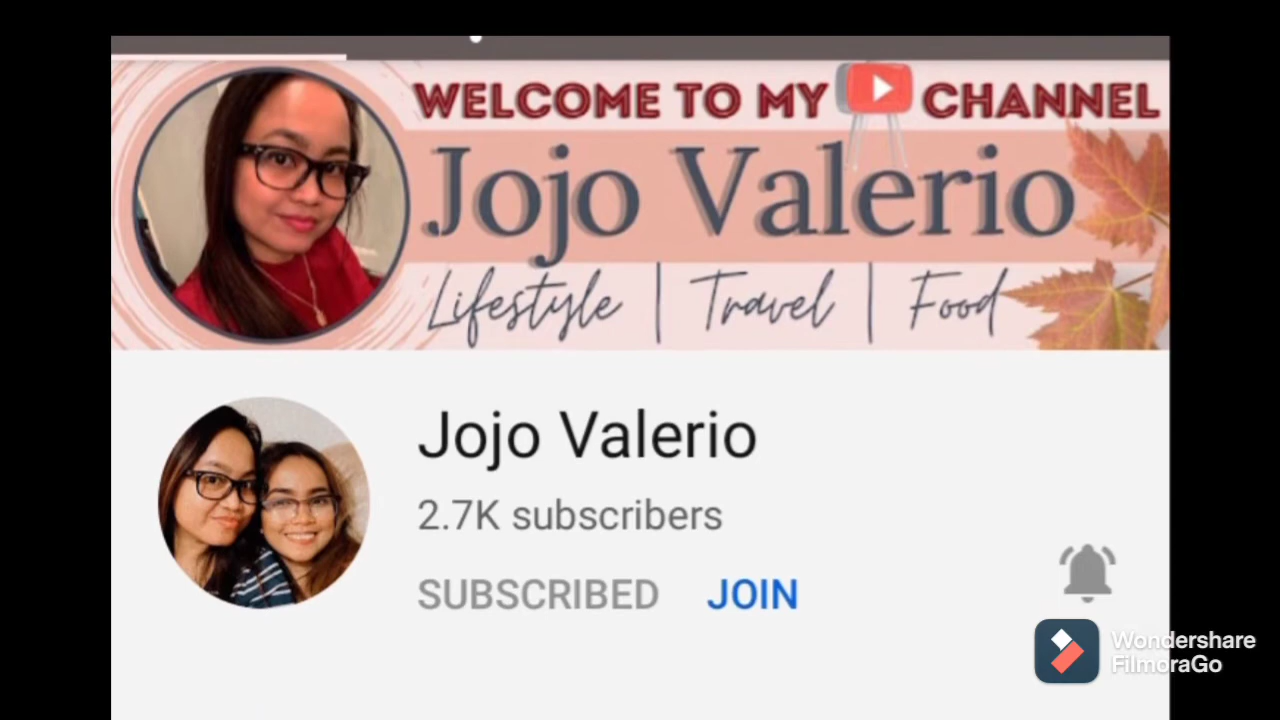 WELCOME TO MY CHANNEL
Jojo Valerio
Lifestyle | Travel | Food
Jojo Valerio
2.7K subscribers
SUBSCRIBED JOIN
Wondershare
FilmoraGo